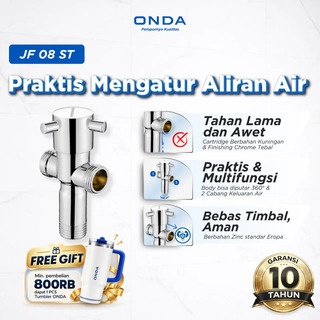 ONDA
Pelopornya Kualitas
JF 08 ST
Praktis Mengatur Aliran Air
Tahan Lama
dan Awet
Cartridge Berbahan Kuningan
& Finishing Chrome Tebal
Praktis &
Multifungsi
Body bisa diputar 360° &
2 Cabang Keluaran Air
Bebas Timbal,
Aman
Berbahan Zinc standar Eropa
FREE GIFT
Min. pembelian
800RB
dapat 1 PCS
Tumbler ONDA
ONDA
GARANSI
10
TAHUN